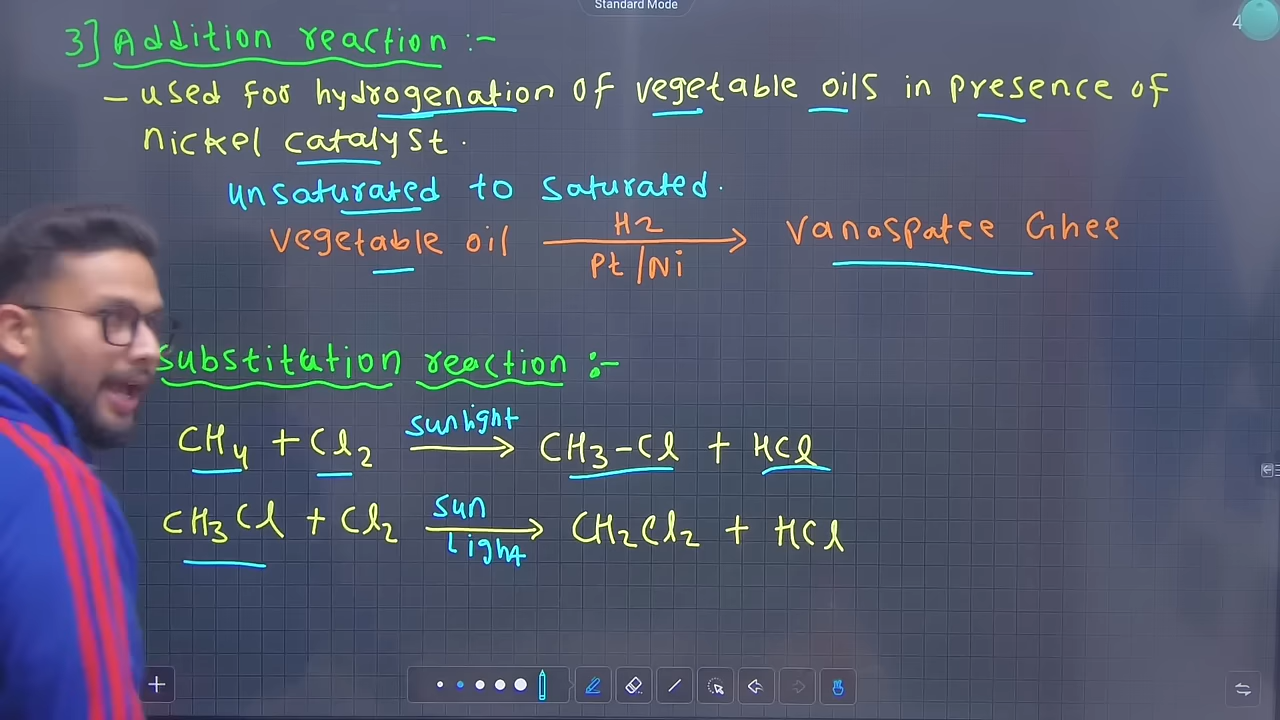 Standard Mode
4
3] Addition reaction :-
- used for hydrogenation of vegetable oils in presence of
nickel catalyst.
unsaturated to saturated.
vegetable oil H2 Pt/Ni → vanaspatee Ghee
substitution reaction :-
CH4 + Cl2 sunlight → CH3-Cl + HCl
CH3Cl + Cl2 sun Light → CH2Cl2 + HCl